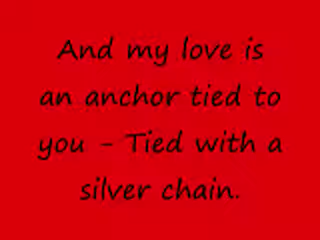 And my love is
an anchor tied to
you - Tied with a
silver chain.